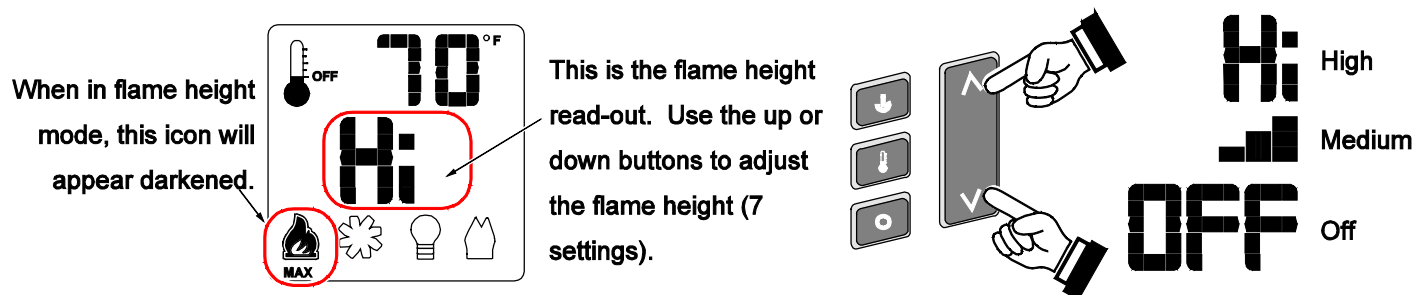 When in flame height
mode, this icon will
appear darkened.
OFF
70 °F
Hi
MAX
This is the flame height
read-out. Use the up or
down buttons to adjust
the flame height (7
settings).
Hi High
Medium
OFF Off